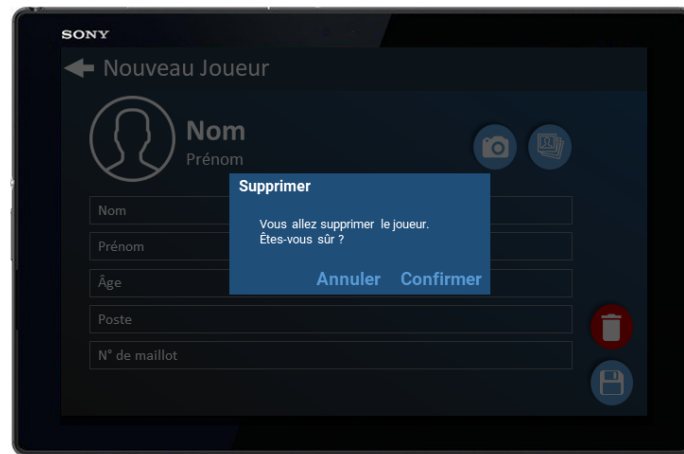 SONY
Nouveau Joueur
Nom
Prénom
Supprimer
Vous allez supprimer le joueur.
Êtes-vous sûr ?
Annuler Confirmer
Nom
Prénom
Âge
Poste
N° de maillot